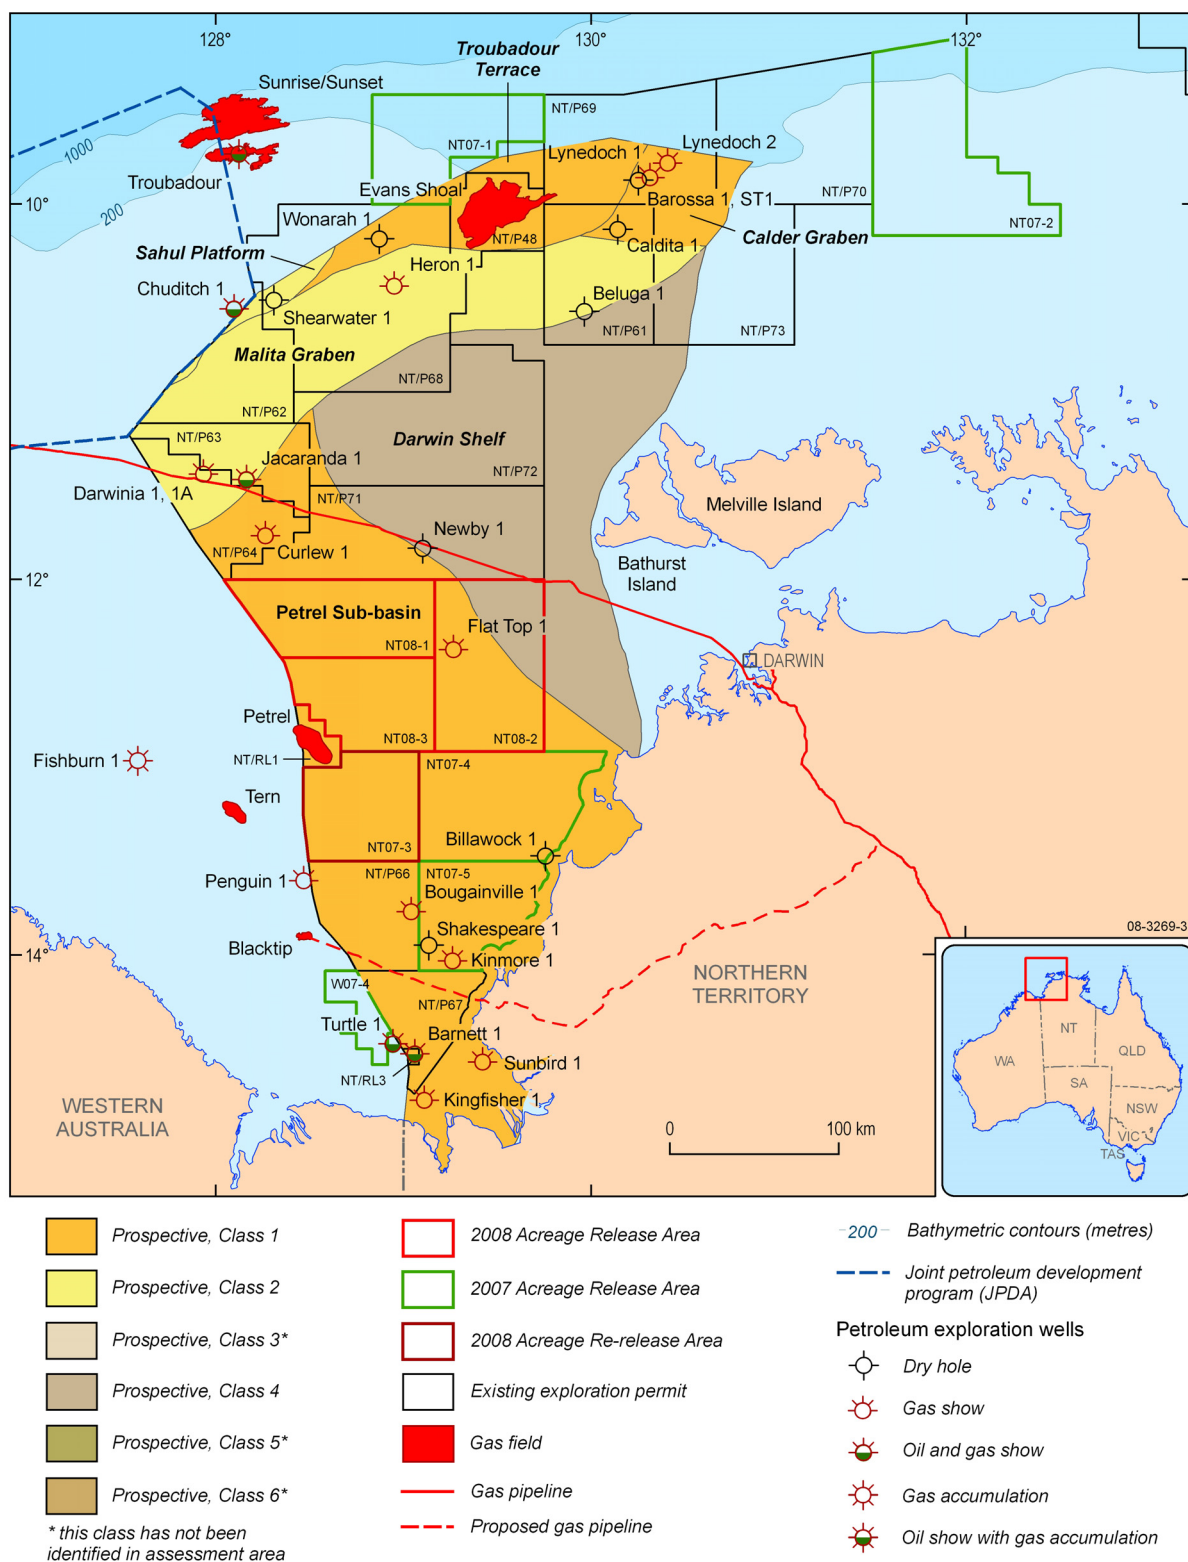 128°
130°
132°
Troubadour
Terrace
Sunrise/Sunset
NT/P69
1000
NT07-1
Lynedoch 1
Lynedoch 2
Troubadour
200
Evans Shoal
NT/P70
10°
Barossa 1, ST1
Wonarah 1
NT07-2
NT/P48
Calder Graben
Sahul Platform
Caldita 1
Heron 1
Chuditch 1
Beluga 1
Shearwater 1
NT/P61
NT/P73
Malita Graben
NT/P68
NT/P62
NT/P63
Darwin Shelf
Jacaranda 1
NT/P72
Darwinia 1, 1A
NT/P71
Melville Island
Newby 1
NT/P64
Curlew 1
Bathurst
Island
12°
Petrel Sub-basin
Flat Top 1
NT08-1
DARWIN
Petrel
NT08-3
NT08-2
Fishburn 1
NT/RL1
NT07-4
Tern
Billawock 1
NT07-3
NT/P66
NT07-5
Penguin 1
Bougainville 1
Shakespeare 1
08-3269-3
Blacktip
14°
Kinmore 1
NORTHERN
TERRITORY
W07-4
NT/P67
Turtle 1
Barnett 1
Sunbird 1
NT/RL3
Kingfisher 1
WESTERN
AUSTRALIA
0
100 km
WA
NT
QLD
SA
NSW
VIC
TAS
Prospective, Class 1
Prospective, Class 2
Prospective, Class 3*
Prospective, Class 4
Prospective, Class 5*
Prospective, Class 6*
* this class has not been
identified in assessment area
2008 Acreage Release Area
2007 Acreage Release Area
2008 Acreage Re-release Area
Existing exploration permit
Gas field
Gas pipeline
Proposed gas pipeline
200 Bathymetric contours (metres)
Joint petroleum development
program (JPDA)
Petroleum exploration wells
Dry hole
Gas show
Oil and gas show
Gas accumulation
Oil show with gas accumulation